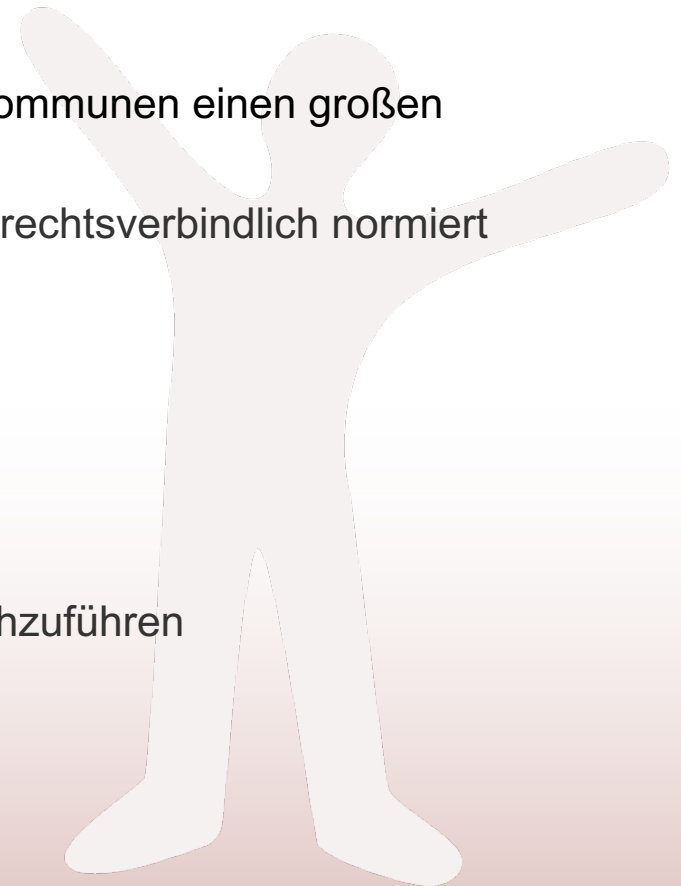 ommunen einen großen
rechtsverbindlich normiert
hzuführen